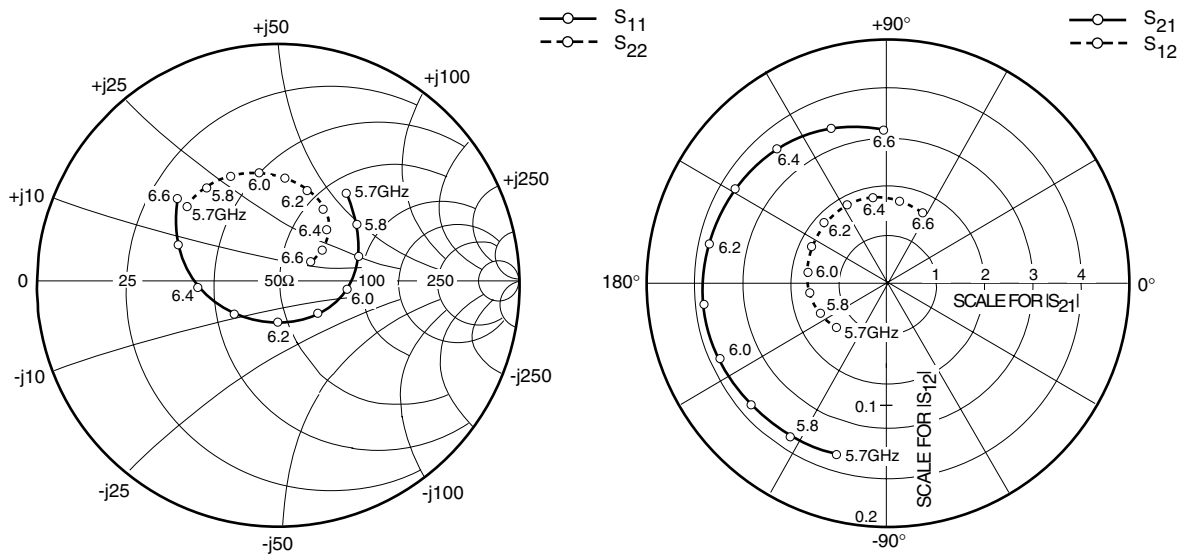 S11
S22
+j50
+j25
+j100
+j10
+j250
6.6
5.8
6.0
5.7GHz
5.7GHz
6.2
5.8
6.4
6.6
0
25
50Ω
100
250
6.4
6.0
6.2
-j10
-j250
-j25
-j100
-j50
S21
S12
+90°
6.4
6.6
6.4
6.6
6.2
6.2
180°
6.0
1
2
3
4
0°
SCALE FOR |S21|
5.8
5.7GHz
6.0
SCALE FOR |S12|
0.1
5.8
5.7GHz
0.2
-90°